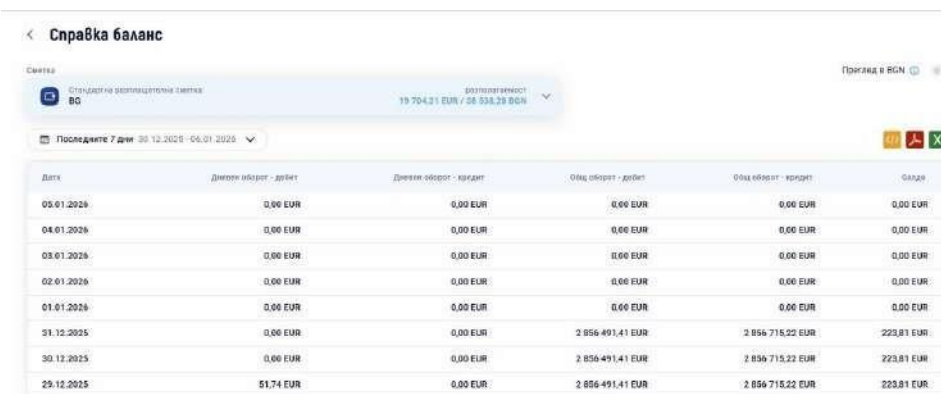 Справка баланс
Сметка
Преглед в BGN
Стандартна разплащателна сметка
разполагаемост
BG
19 704,21 EUR / 38 538,28 BGN
Последните 7 дни 30.12.2025 - 06.01.2026
Дата Дневен оборот - дебит Дневен оборот - кредит Общ оборот - дебит Общ оборот - кредит Салдо
05.01.2026 0,00 EUR 0,00 EUR 0,00 EUR 0,00 EUR 0,00 EUR
04.01.2026 0,00 EUR 0,00 EUR 0,00 EUR 0,00 EUR 0,00 EUR
03.01.2026 0,00 EUR 0,00 EUR 0,00 EUR 0,00 EUR 0,00 EUR
02.01.2026 0,00 EUR 0,00 EUR 0,00 EUR 0,00 EUR 0,00 EUR
01.01.2026 0,00 EUR 0,00 EUR 0,00 EUR 0,00 EUR 0,00 EUR
31.12.2025 0,00 EUR 0,00 EUR 2 856 491,41 EUR 2 856 715,22 EUR 223,81 EUR
30.12.2025 0,00 EUR 0,00 EUR 2 856 491,41 EUR 2 856 715,22 EUR 223,81 EUR
29.12.2025 51,74 EUR 0,00 EUR 2 856 491,41 EUR 2 856 715,22 EUR 223,81 EUR